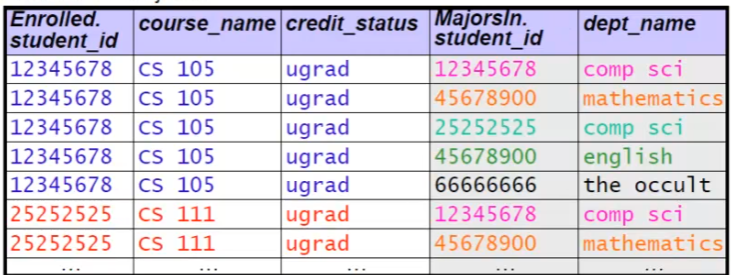 Enrolled. student_id course_name credit_status MajorsIn. student_id dept_name
12345678 CS 105 ugrad 12345678 comp sci
12345678 CS 105 ugrad 45678900 mathematics
12345678 CS 105 ugrad 25252525 comp sci
12345678 CS 105 ugrad 45678900 english
12345678 CS 105 ugrad 66666666 the occult
25252525 CS 111 ugrad 12345678 comp sci
25252525 CS 111 ugrad 45678900 mathematics
... ... ... ... ...